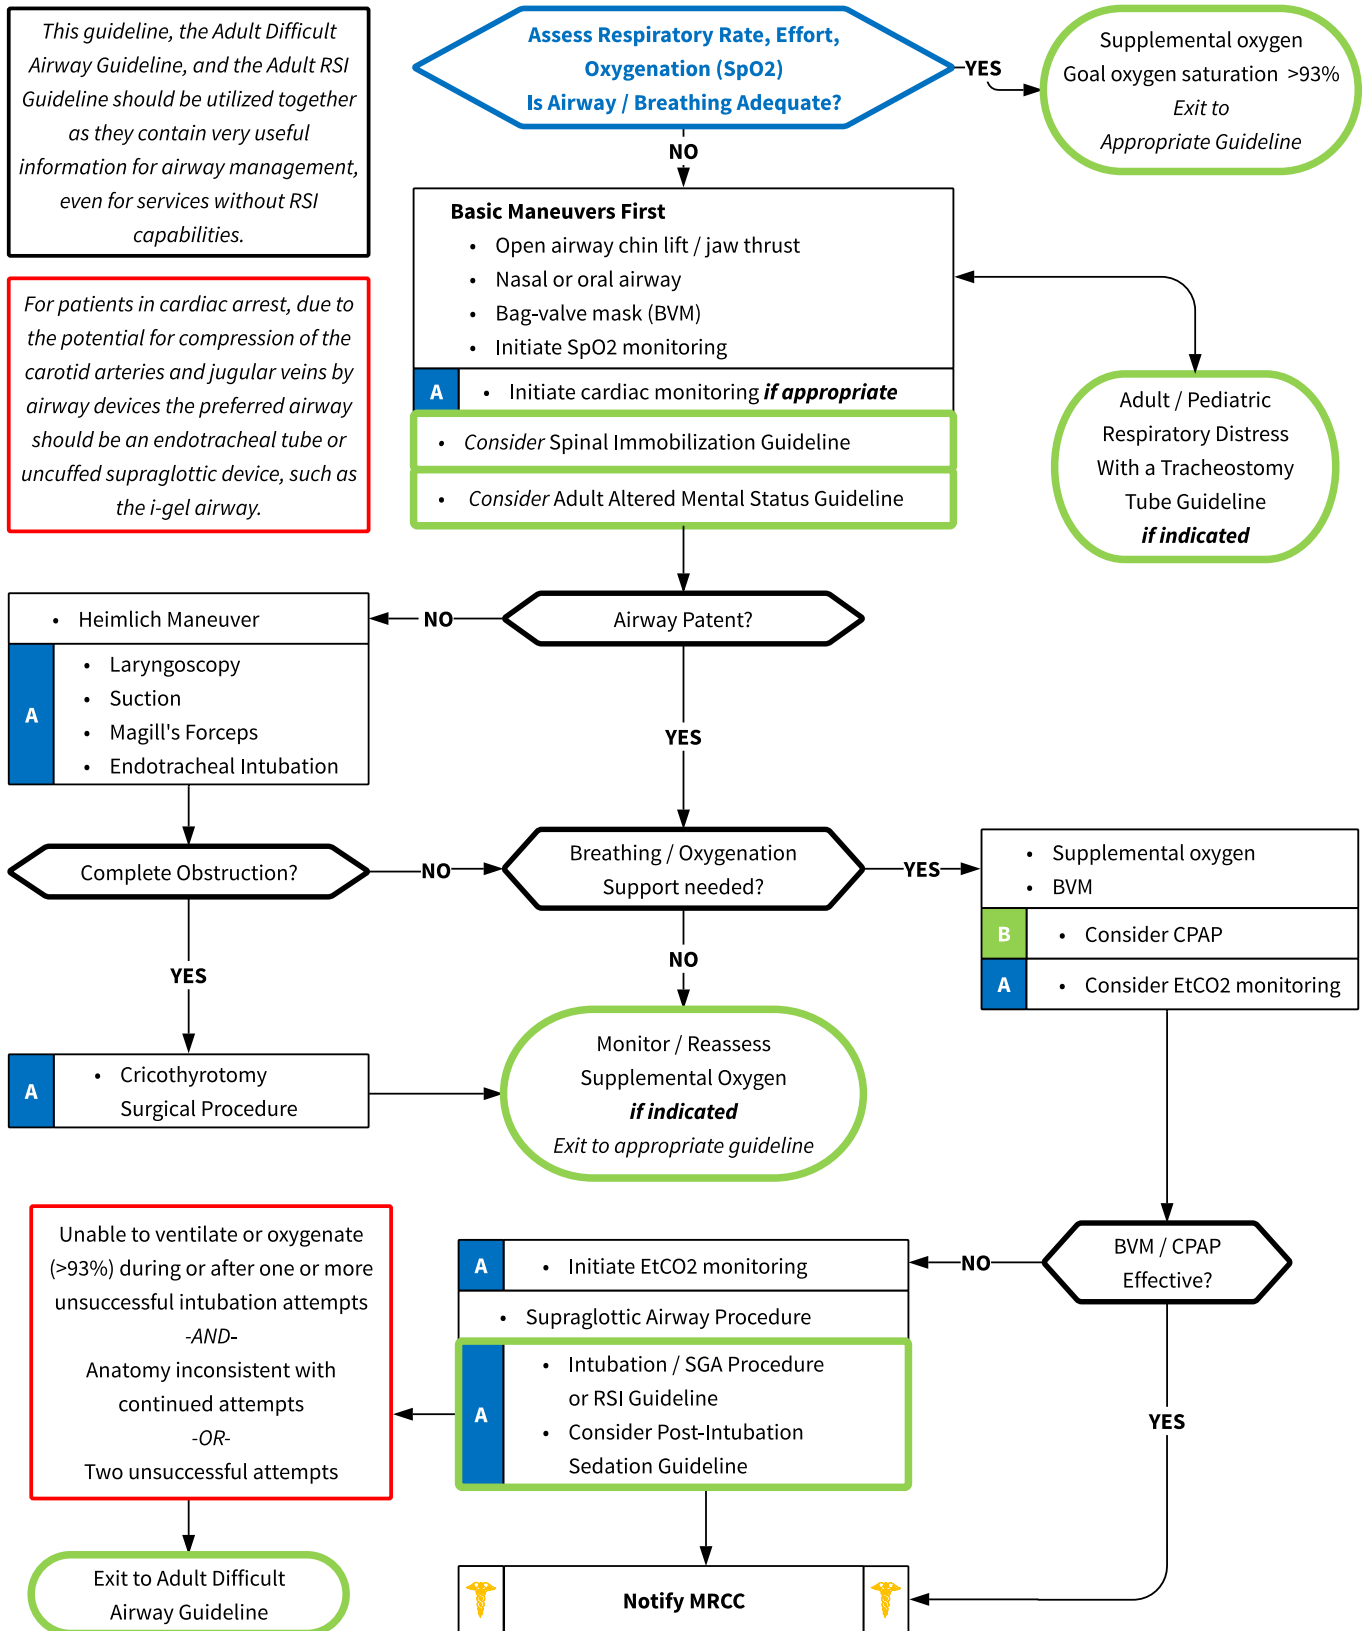 This guideline, the Adult Difficult
Airway Guideline, and the Adult RSI
Guideline should be utilized together
as they contain very useful
information for airway management,
even for services without RSI
capabilities.
Assess Respiratory Rate, Effort,
Oxygenation (SpO2)
Is Airway / Breathing Adequate?
YES
Supplemental oxygen
Goal oxygen saturation >93%
Exit to
Appropriate Guideline
NO
For patients in cardiac arrest, due to
the potential for compression of the
carotid arteries and jugular veins by
airway devices the preferred airway
should be an endotracheal tube or
uncuffed supraglottic device, such as
the i-gel airway.
Basic Maneuvers First
• Open airway chin lift / jaw thrust
• Nasal or oral airway
• Bag-valve mask (BVM)
• Initiate SpO2 monitoring
A
• Initiate cardiac monitoring if appropriate
• Consider Spinal Immobilization Guideline
• Consider Adult Altered Mental Status Guideline
Adult / Pediatric
Respiratory Distress
With a Tracheostomy
Tube Guideline
if indicated
Airway Patent?
NO
• Heimlich Maneuver
A
• Laryngoscopy
• Suction
• Magill's Forceps
• Endotracheal Intubation
YES
Complete Obstruction?
NO
Breathing / Oxygenation
Support needed?
YES
• Supplemental oxygen
• BVM
B
• Consider CPAP
A
• Consider EtCO2 monitoring
YES
NO
A
• Cricothyrotomy
Surgical Procedure
Monitor / Reassess
Supplemental Oxygen
if indicated
Exit to appropriate guideline
BVM / CPAP
Effective?
NO
A
• Initiate EtCO2 monitoring
• Supraglottic Airway Procedure
A
• Intubation / SGA Procedure
or RSI Guideline
• Consider Post-Intubation
Sedation Guideline
YES
Unable to ventilate or oxygenate
(>93%) during or after one or more
unsuccessful intubation attempts
-AND-
Anatomy inconsistent with
continued attempts
-OR-
Two unsuccessful attempts
Exit to Adult Difficult
Airway Guideline
Notify MRCC